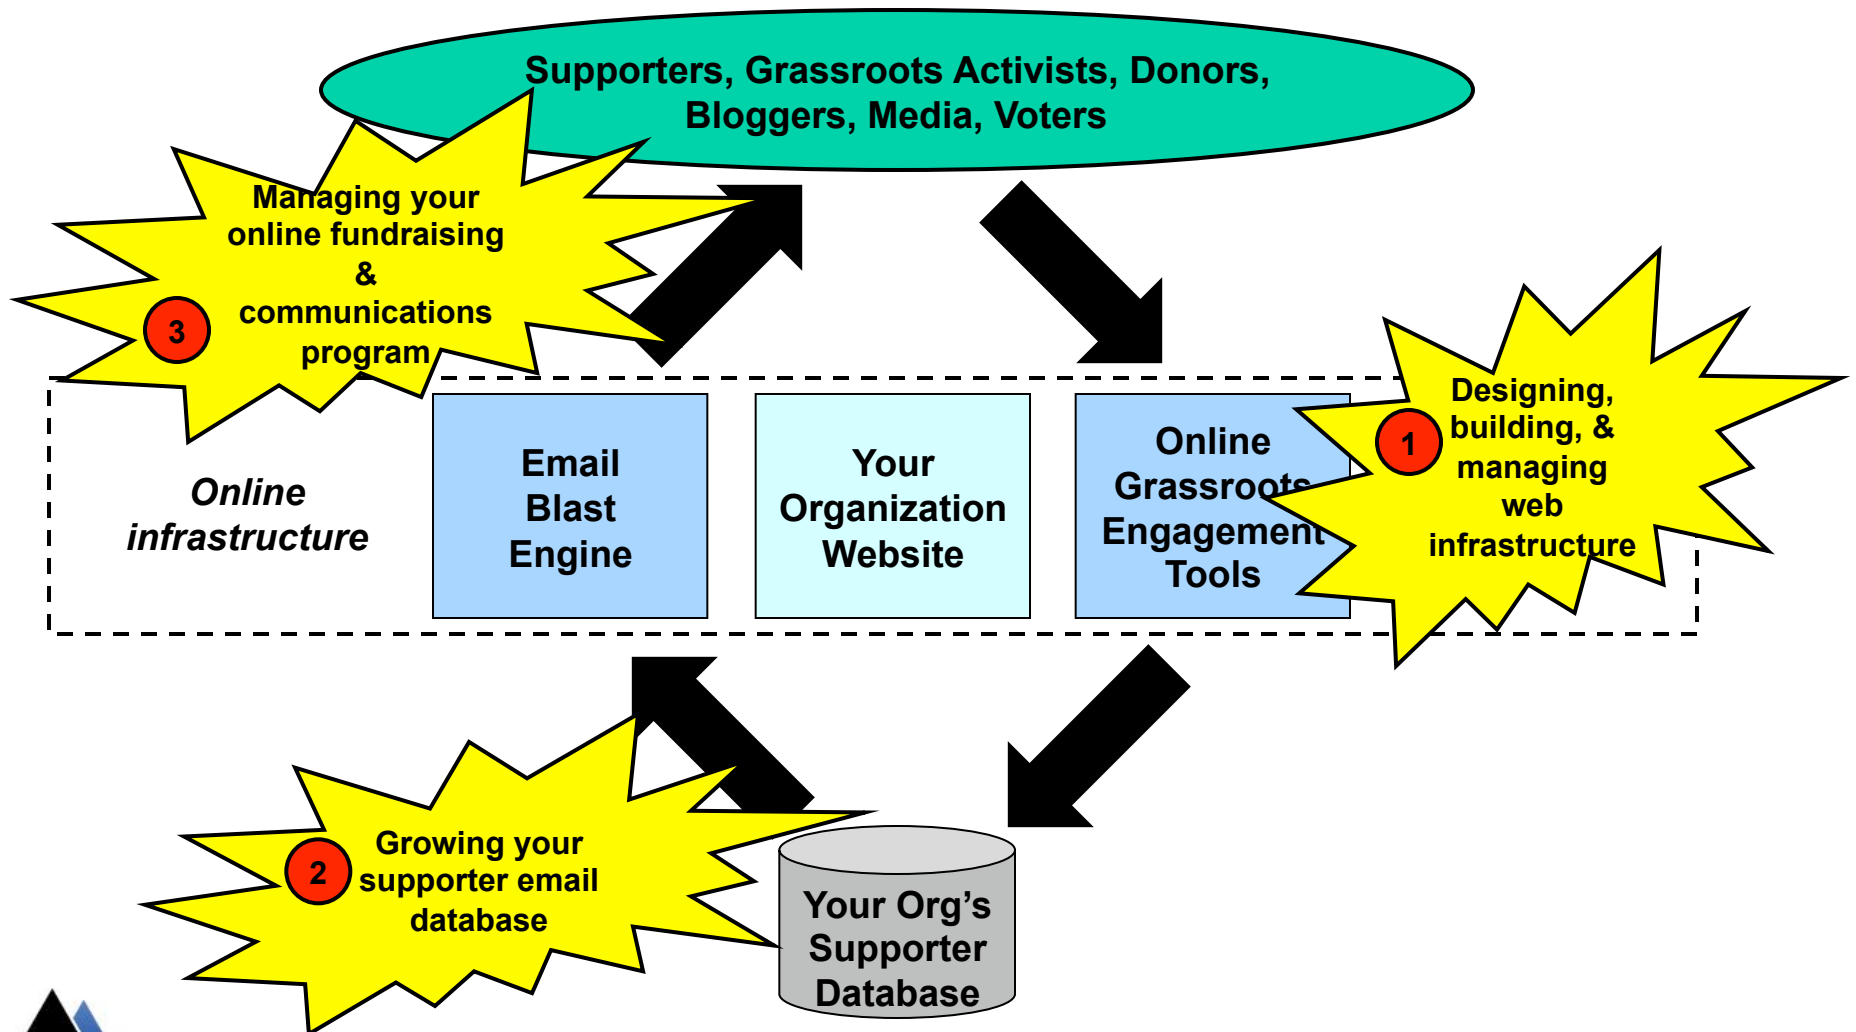 Supporters, Grassroots Activists, Donors,
Bloggers, Media, Voters
Managing your
online fundraising
&
communications
program
3
Designing,
building, &
managing
web
infrastructure
1
Online
infrastructure
Email
Blast
Engine
Your
Organization
Website
Online
Grassroots
Engagement
Tools
Growing your
supporter email
database
2
Your Org’s
Supporter
Database